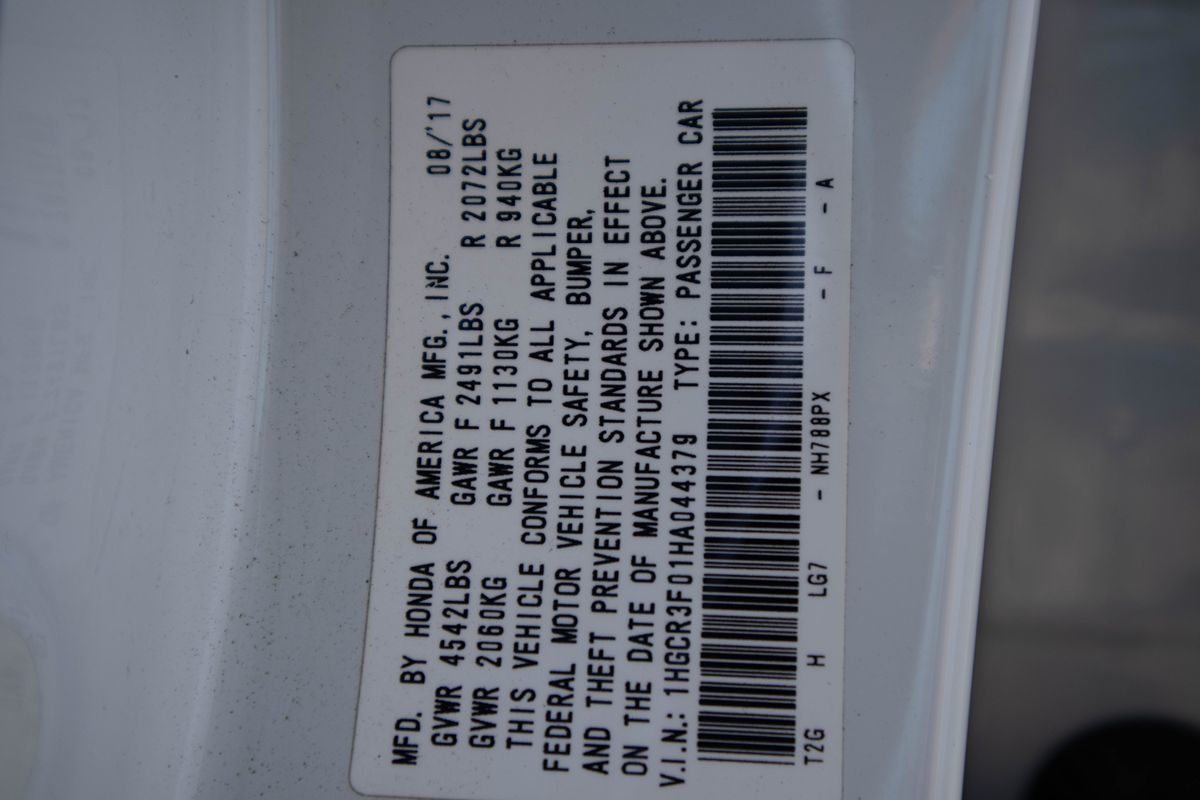 MFD. BY HONDA OF AMERICA MFG., INC. 08/'17
GVWR 4542LBS GAWR F 2491LBS R 2072LBS
GVWR 2060KG GAWR F 1130KG R 940KG
THIS VEHICLE CONFORMS TO ALL APPLICABLE
FEDERAL MOTOR VEHICLE SAFETY, BUMPER,
AND THEFT PREVENTION STANDARDS IN EFFECT
ON THE DATE OF MANUFACTURE SHOWN ABOVE.
V.I.N.: 1HGCR3F01HA044379 TYPE: PASSENGER CAR
T2G H LG7 - NH788PX - F - A